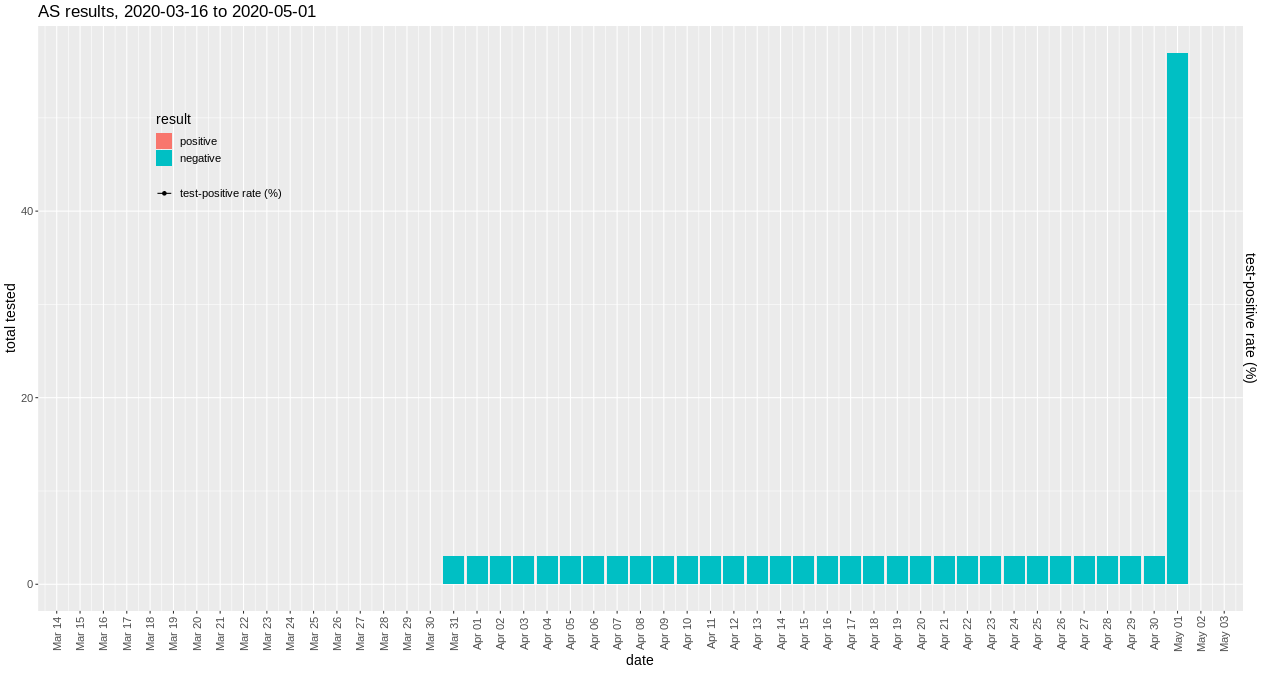 AS results, 2020-03-16 to 2020-05-01
result
positive
negative
test-positive rate (%)
40
20
0
total tested
test-positive rate (%)
Mar 14
Mar 15
Mar 16
Mar 17
Mar 18
Mar 19
Mar 20
Mar 21
Mar 22
Mar 23
Mar 24
Mar 25
Mar 26
Mar 27
Mar 28
Mar 29
Mar 30
Mar 31
Apr 01
Apr 02
Apr 03
Apr 04
Apr 05
Apr 06
Apr 07
Apr 08
Apr 09
Apr 10
Apr 11
Apr 12
Apr 13
Apr 14
Apr 15
Apr 16
Apr 17
Apr 18
Apr 19
Apr 20
Apr 21
Apr 22
Apr 23
Apr 24
Apr 25
Apr 26
Apr 27
Apr 28
Apr 29
Apr 30
May 01
May 02
May 03
date